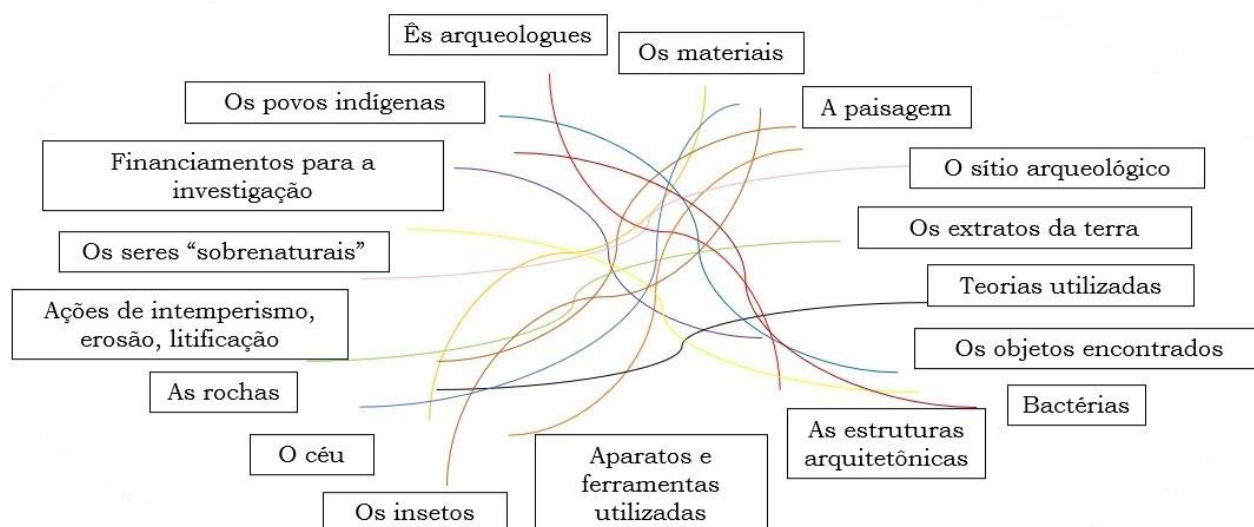 Ês arqueologues
Os materiais
Os povos indígenas
A paisagem
Financiamentos para a
investigação
O sítio arqueológico
Os extratos da terra
Os seres “sobrenaturais”
Teorias utilizadas
Ações de intemperismo,
erosão, litificação
Os objetos encontrados
As rochas
Bactérias
As estruturas
arquitetônicas
O céu
Aparatos e
ferramentas
utilizadas
Os insetos